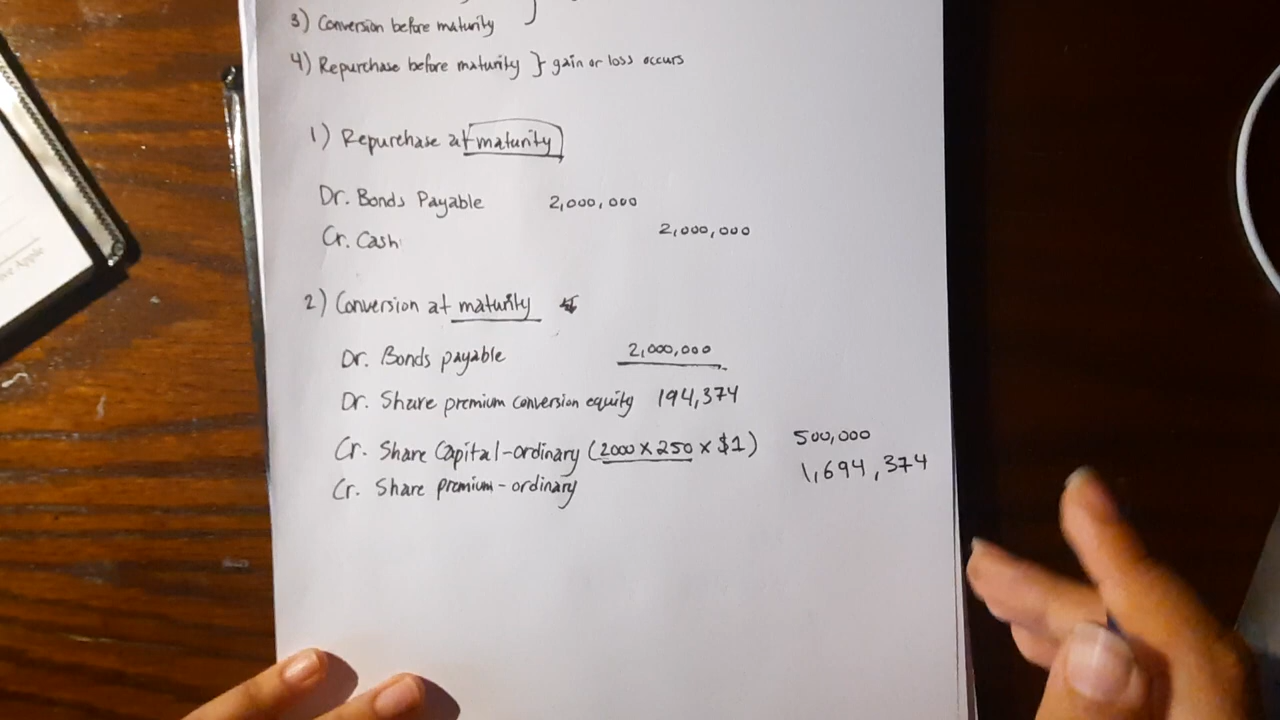 3) Conversion before maturity }
4) Repurchase before maturity } gain or loss occurs
1) Repurchase at maturity
Dr. Bonds Payable 2,000,000
Cr. Cash 2,000,000
2) Conversion at maturity
Dr. Bonds payable 2,000,000
Dr. Share premium conversion equity 194,374
Cr. Share Capital-ordinary (2000 X 250 X $1) 500,000
Cr. Share premium - ordinary 1,694,374
Apple